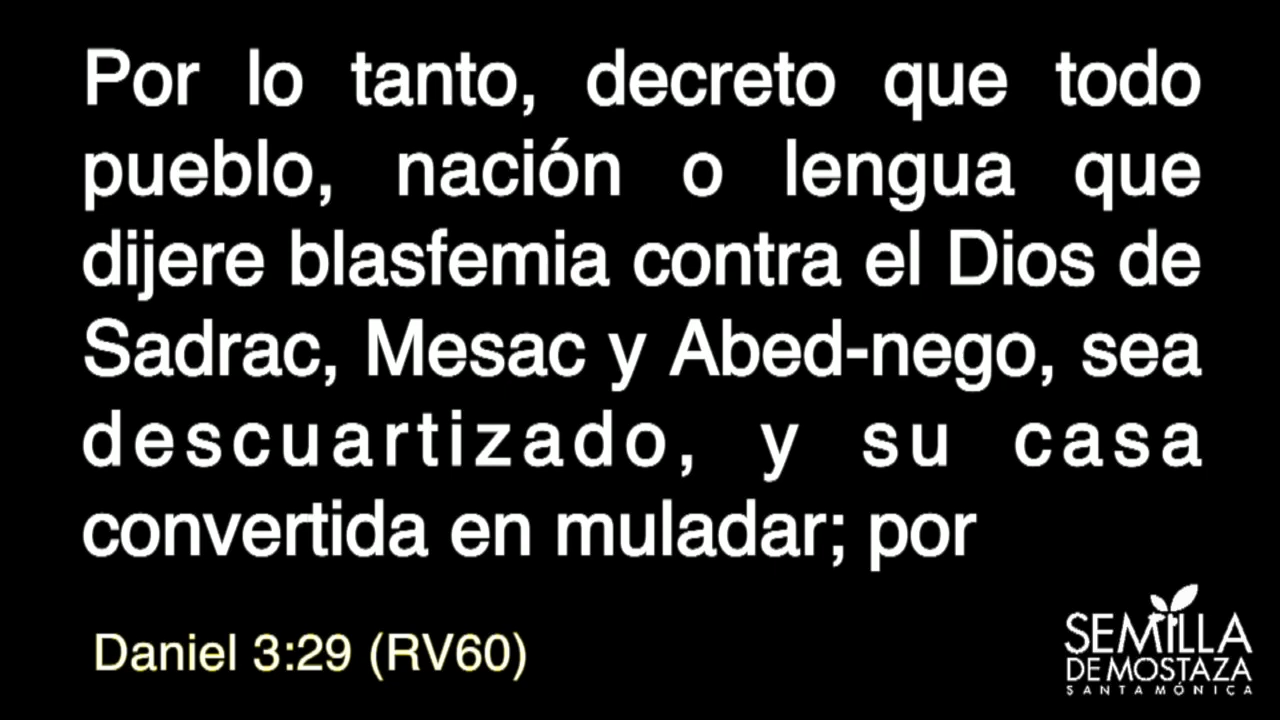 Por lo tanto, decreto que todo
pueblo, nación o lengua que
dijere blasfemia contra el Dios de
Sadrac, Mesac y Abed-nego, sea
descuartizado, y su casa
convertida en muladar; por
Daniel 3:29 (RV60)
SEMILLA
DE MOSTAZA
SANTA MÓNICA